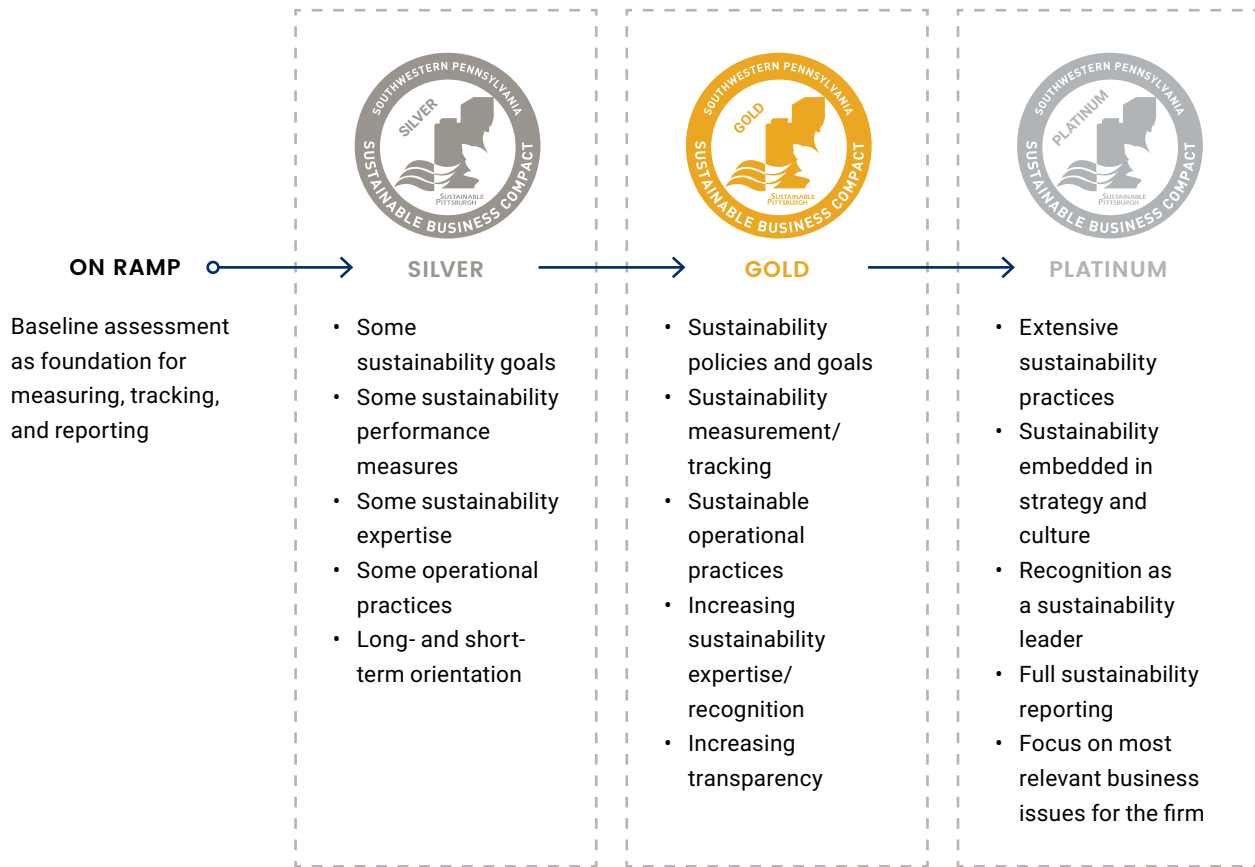 SOUTHWESTERN PENNSYLVANIA
SILVER
SUSTAINABLE PITTSBURGH
SUSTAINABLE BUSINESS COMPACT
SOUTHWESTERN PENNSYLVANIA
GOLD
SUSTAINABLE PITTSBURGH
SUSTAINABLE BUSINESS COMPACT
SOUTHWESTERN PENNSYLVANIA
PLATINUM
SUSTAINABLE PITTSBURGH
SUSTAINABLE BUSINESS COMPACT
ON RAMP
Baseline assessment
as foundation for
measuring, tracking,
and reporting
SILVER
• Some
sustainability goals
• Some sustainability
performance
measures
• Some sustainability
expertise
• Some operational
practices
• Long- and short-
term orientation
GOLD
• Sustainability
policies and goals
• Sustainability
measurement/
tracking
• Sustainable
operational
practices
• Increasing
sustainability
expertise/
recognition
• Increasing
transparency
PLATINUM
• Extensive
sustainability
practices
• Sustainability
embedded in
strategy and
culture
• Recognition as
a sustainability
leader
• Full sustainability
reporting
• Focus on most
relevant business
issues for the firm